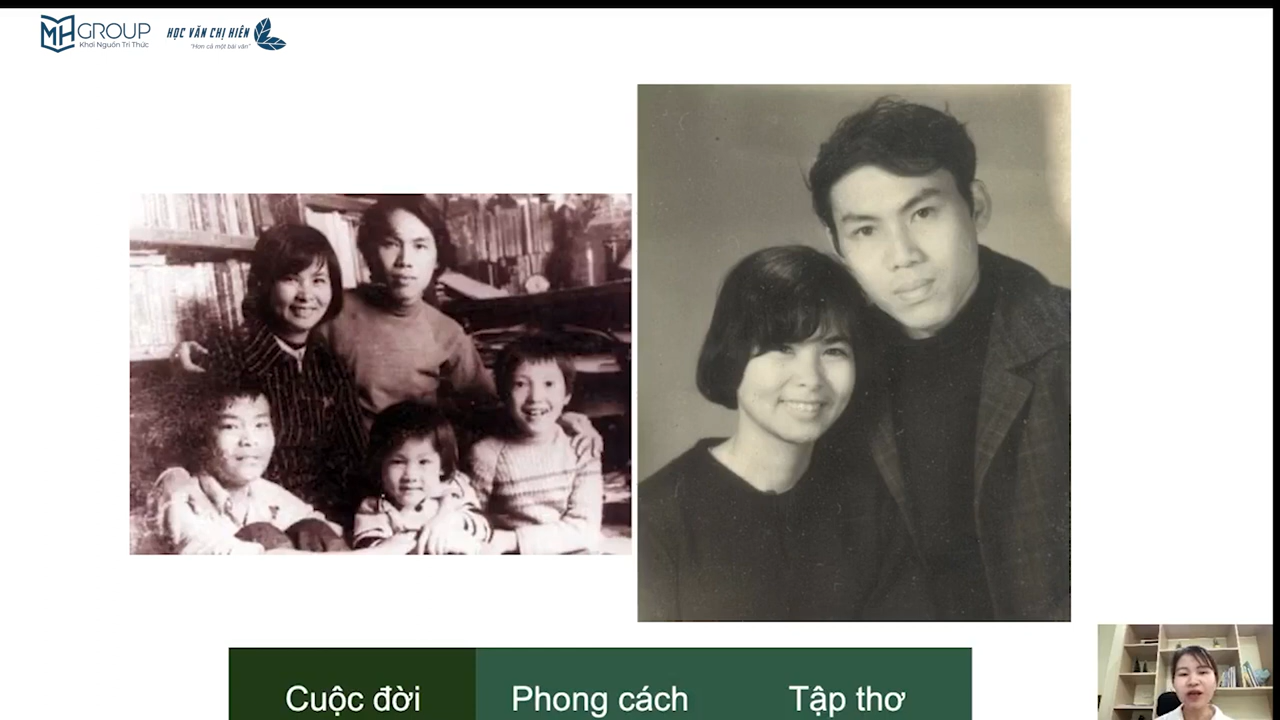 MH GROUP
Khơi Nguồn Tri Thức
HỌC VĂN CHỊ HIÊN
"Hơn cả một bài văn"
Cuộc đời
Phong cách
Tập thơ